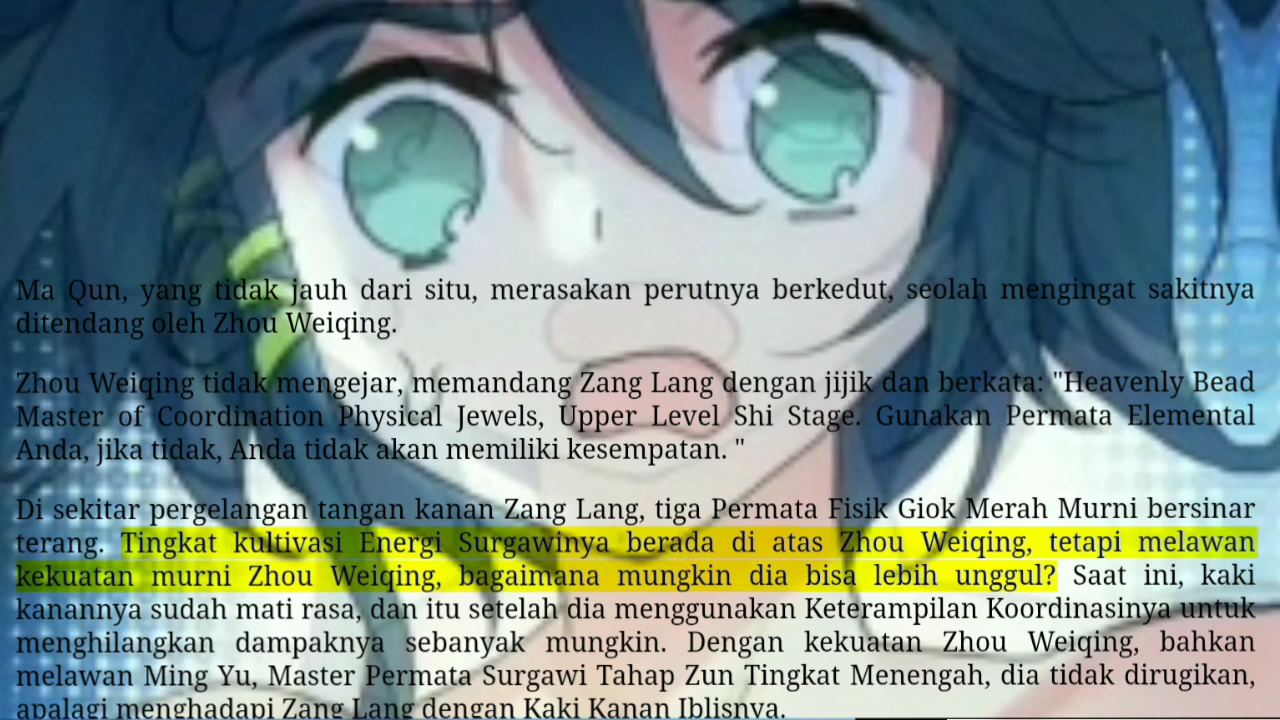 Ma Qun, yang tidak jauh dari situ, merasakan perutnya berkedut, seolah mengingat sakitnya
ditendang oleh Zhou Weiqing.
Zhou Weiqing tidak mengejar, memandang Zang Lang dengan jijik dan berkata: "Heavenly Bead
Master of Coordination Physical Jewels, Upper Level Shi Stage. Gunakan Permata Elemental
Anda, jika tidak, Anda tidak akan memiliki kesempatan. "
Di sekitar pergelangan tangan kanan Zang Lang, tiga Permata Fisik Giok Merah Murni bersinar
terang. Tingkat kultivasi Energi Surgawinya berada di atas Zhou Weiqing, tetapi melawan
kekuatan murni Zhou Weiqing, bagaimana mungkin dia bisa lebih unggul? Saat ini, kaki
kanannya sudah mati rasa, dan itu setelah dia menggunakan Keterampilan Koordinasinya untuk
menghilangkan dampaknya sebanyak mungkin. Dengan kekuatan Zhou Weiqing, bahkan
melawan Ming Yu, Master Permata Surgawi Tahap Zun Tingkat Menengah, dia tidak dirugikan,
apalagi menghadapi Zang Lang dengan Kaki Kanan Iblisnya.